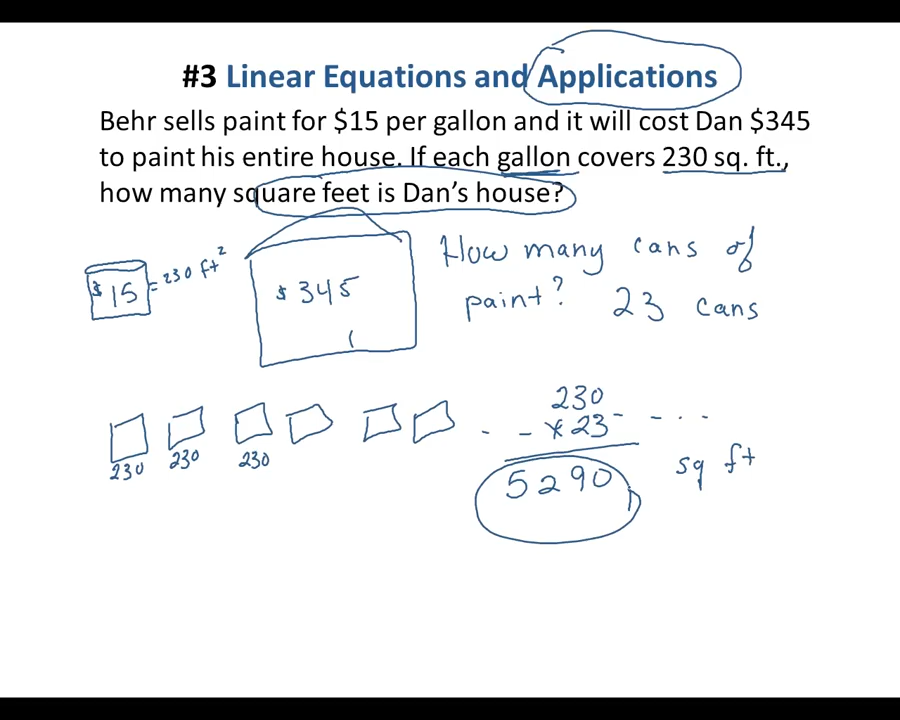 #3 Linear Equations and Applications
Behr sells paint for $15 per gallon and it will cost Dan $345
to paint his entire house. If each gallon covers 230 sq. ft.,
how many square feet is Dan's house?
$15 = 230 ft²
$345
How many cans of
paint? 23 cans
230 230 230
230
× 23
5290 sq ft